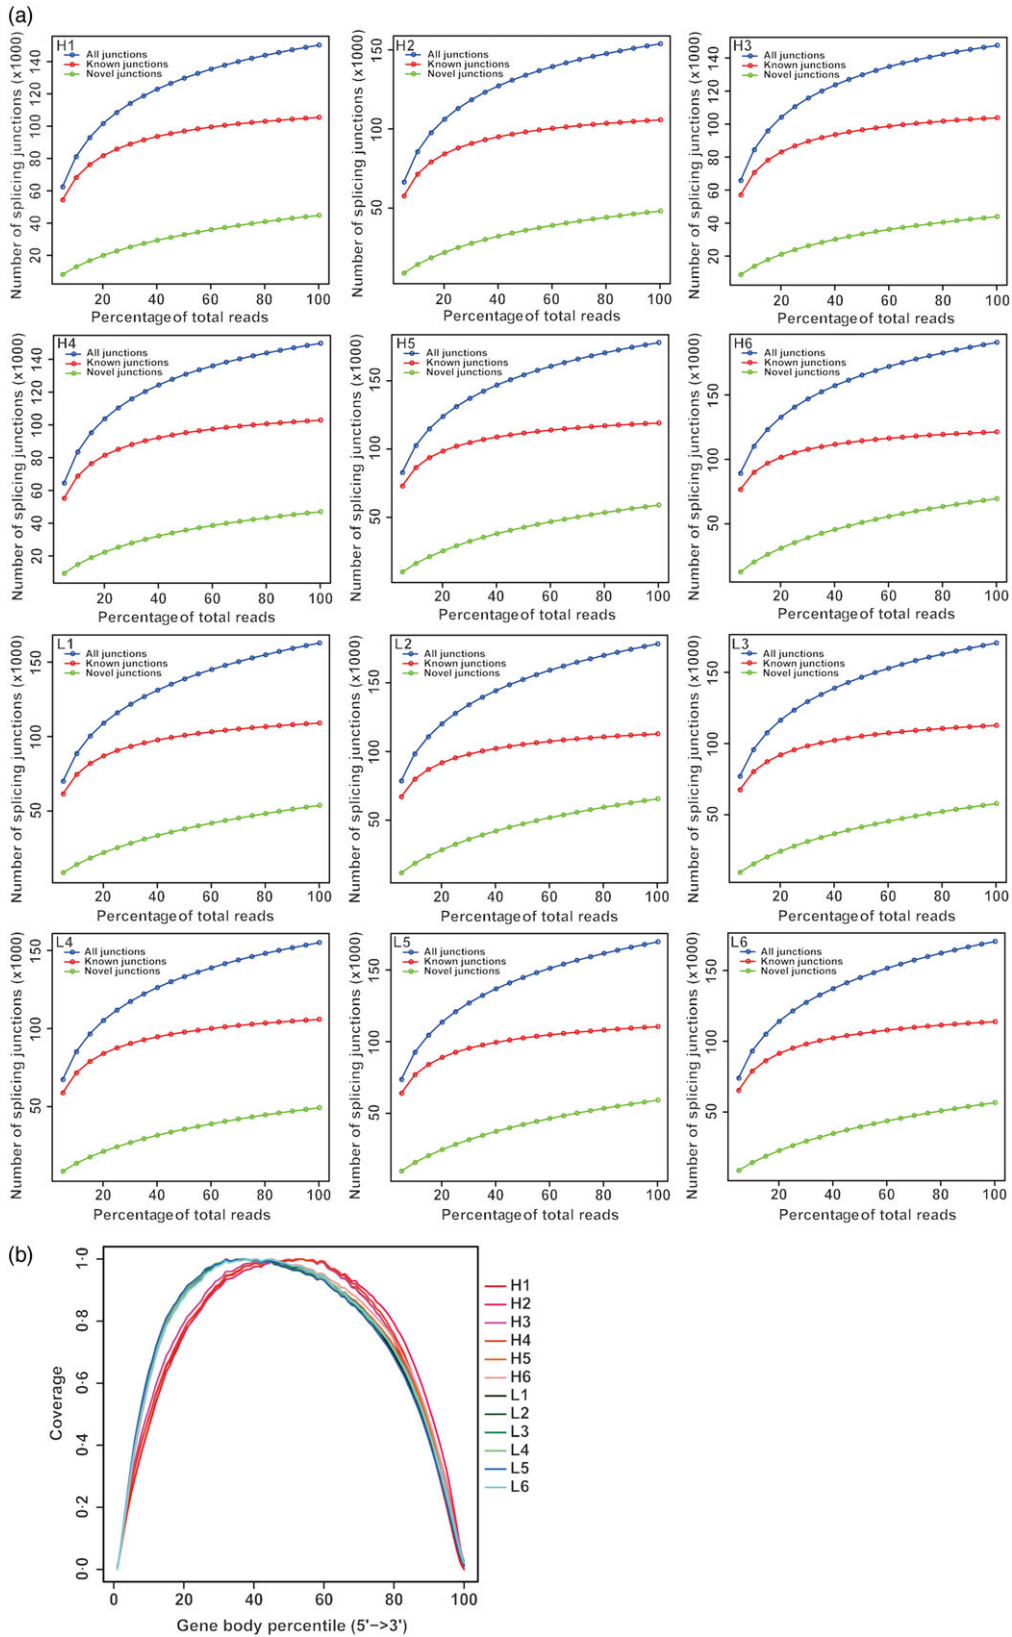 (a)
Number of splicing junctions (x1000)
H1
All junctions
Known junctions
Novel junctions
140
120
100
80
60
40
20
20 40 60 80 100
Percentage of total reads
Number of splicing junctions (x1000)
H2
All junctions
Known junctions
Novel junctions
150
100
50
20 40 60 80 100
Percentage of total reads
Number of splicing junctions (x1000)
H3
All junctions
Known junctions
Novel junctions
140
120
100
80
60
40
20
20 40 60 80 100
Percentage of total reads
Number of splicing junctions (x1000)
H4
All junctions
Known junctions
Novel junctions
140
120
100
80
60
40
20
20 40 60 80 100
Percentage of total reads
Number of splicing junctions (x1000)
H5
All junctions
Known junctions
Novel junctions
150
100
50
20 40 60 80 100
Percentage of total reads
Number of splicing junctions (x1000)
H6
All junctions
Known junctions
Novel junctions
150
100
50
20 40 60 80 100
Percentage of total reads
Number of splicing junctions (x1000)
L1
All junctions
Known junctions
Novel junctions
150
100
50
20 40 60 80 100
Percentage of total reads
Number of splicing junctions (x1000)
L2
All junctions
Known junctions
Novel junctions
150
100
50
20 40 60 80 100
Percentage of total reads
Number of splicing junctions (x1000)
L3
All junctions
Known junctions
Novel junctions
150
100
50
20 40 60 80 100
Percentage of total reads
Number of splicing junctions (x1000)
L4
All junctions
Known junctions
Novel junctions
150
100
50
20 40 60 80 100
Percentage of total reads
Number of splicing junctions (x1000)
L5
All junctions
Known junctions
Novel junctions
150
100
50
20 40 60 80 100
Percentage of total reads
Number of splicing junctions (x1000)
L6
All junctions
Known junctions
Novel junctions
150
100
50
20 40 60 80 100
Percentage of total reads
(b)
Coverage
1·0
0·8
0·6
0·4
0·2
0·0
0 20 40 60 80 100
Gene body percentile (5'->3')
H1
H2
H3
H4
H5
H6
L1
L2
L3
L4
L5
L6